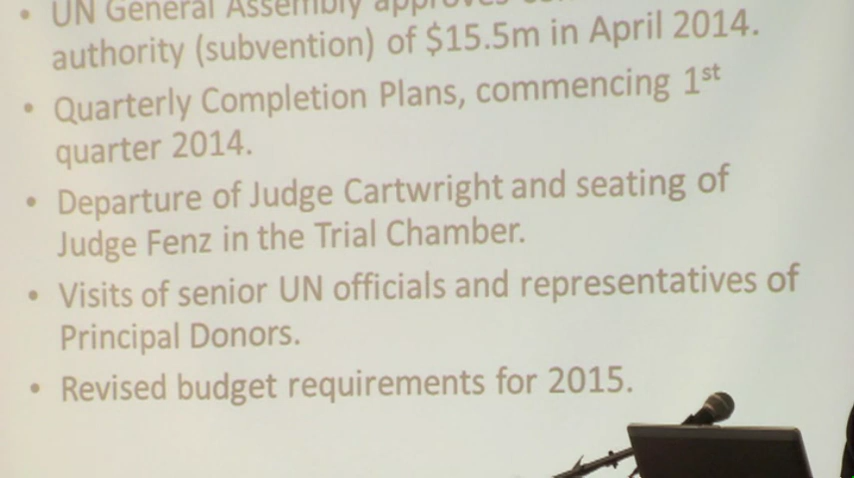 • UN General Assembly
authority (subvention) of $15.5m in April 2014.
• Quarterly Completion Plans, commencing 1st
quarter 2014.
• Departure of Judge Cartwright and seating of
Judge Fenz in the Trial Chamber.
• Visits of senior UN officials and representatives of
Principal Donors.
• Revised budget requirements for 2015.